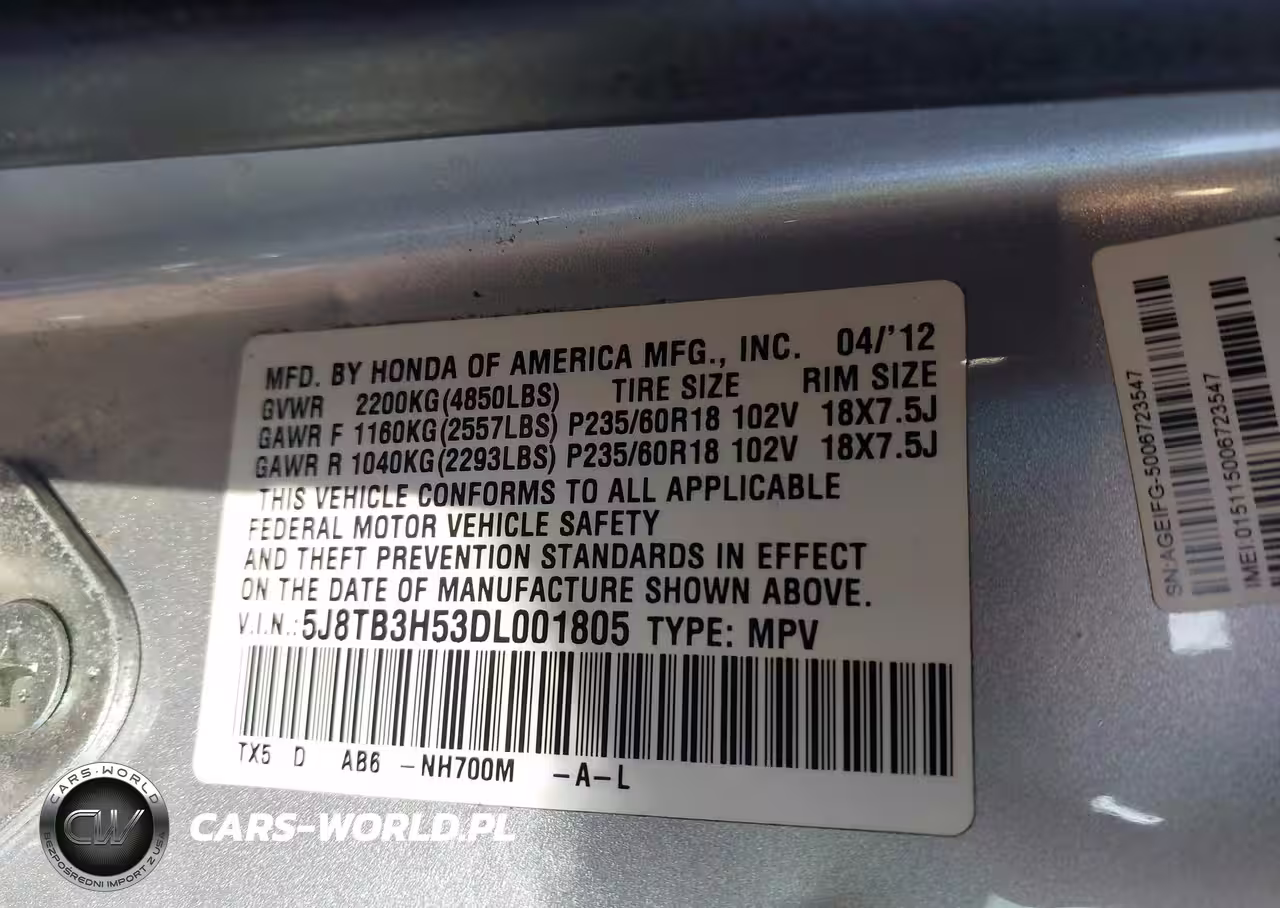 MFD. BY HONDA OF AMERICA MFG., INC. 04/'12
GVWR 2200KG(4850LBS) TIRE SIZE RIM SIZE
GAWR F 1160KG(2557LBS) P235/60R18 102V 18X7.5J
GAWR R 1040KG(2293LBS) P235/60R18 102V 18X7.5J
THIS VEHICLE CONFORMS TO ALL APPLICABLE
FEDERAL MOTOR VEHICLE SAFETY
AND THEFT PREVENTION STANDARDS IN EFFECT
ON THE DATE OF MANUFACTURE SHOWN ABOVE.
V.I.N.: 5J8TB3H53DL001805 TYPE: MPV
TX5 D AB6 -NH700M -A-L
SN:AGEIFG-5006723547
IMEI.015115006723547
CARS-WORLD
CW
BEZPOŚREDNI IMPORT Z USA
CARS-WORLD.PL